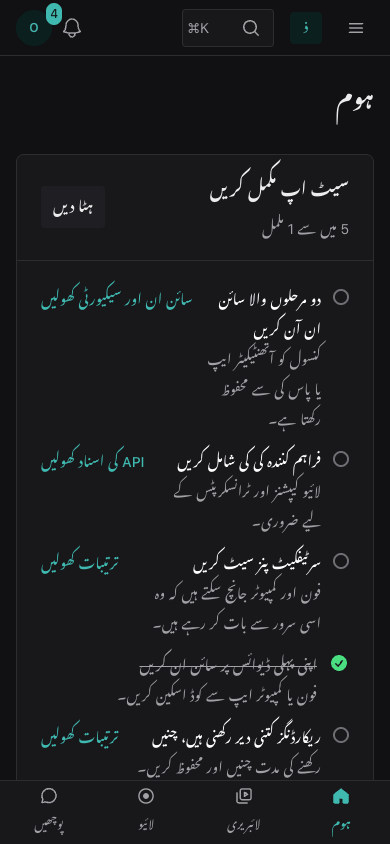 ذ
⌘K
4
O
ہوم
سیٹ اپ مکمل کریں
5 میں سے 1 مکمل
ہٹا دیں
دو مرحلوں والا سائن ان آن کریں
سائن ان اور سیکیورٹی کھولیں
کنسول کو آتھنٹیکیٹر ایپ
یا پاس کی سے محفوظ
رکھتا ہے۔
فراہم کنندہ کی کی شامل کریں
API کی اسناد کھولیں
لائیو کیپشنز اور ٹرانسکرپٹس کے
لیے ضروری۔
سرٹیفکیٹ پنز سیٹ کریں
ترتیبات کھولیں
فون اور کمپیوٹر جانچ سکتے ہیں کہ وہ
اسی سرور سے بات کر رہے ہیں۔
اپنی پہلی ڈیوائس پر سائن ان کریں
فون یا کمپیوٹر ایپ سے کوڈ اسکین کریں۔
ریکارڈنگز کتنی دیر رکھنی ہیں، چنیں
ترتیبات کھولیں
رکھنے کی مدت چنیں اور محفوظ کریں۔
ہوم
لائبریری
لائیو
پوچھیں